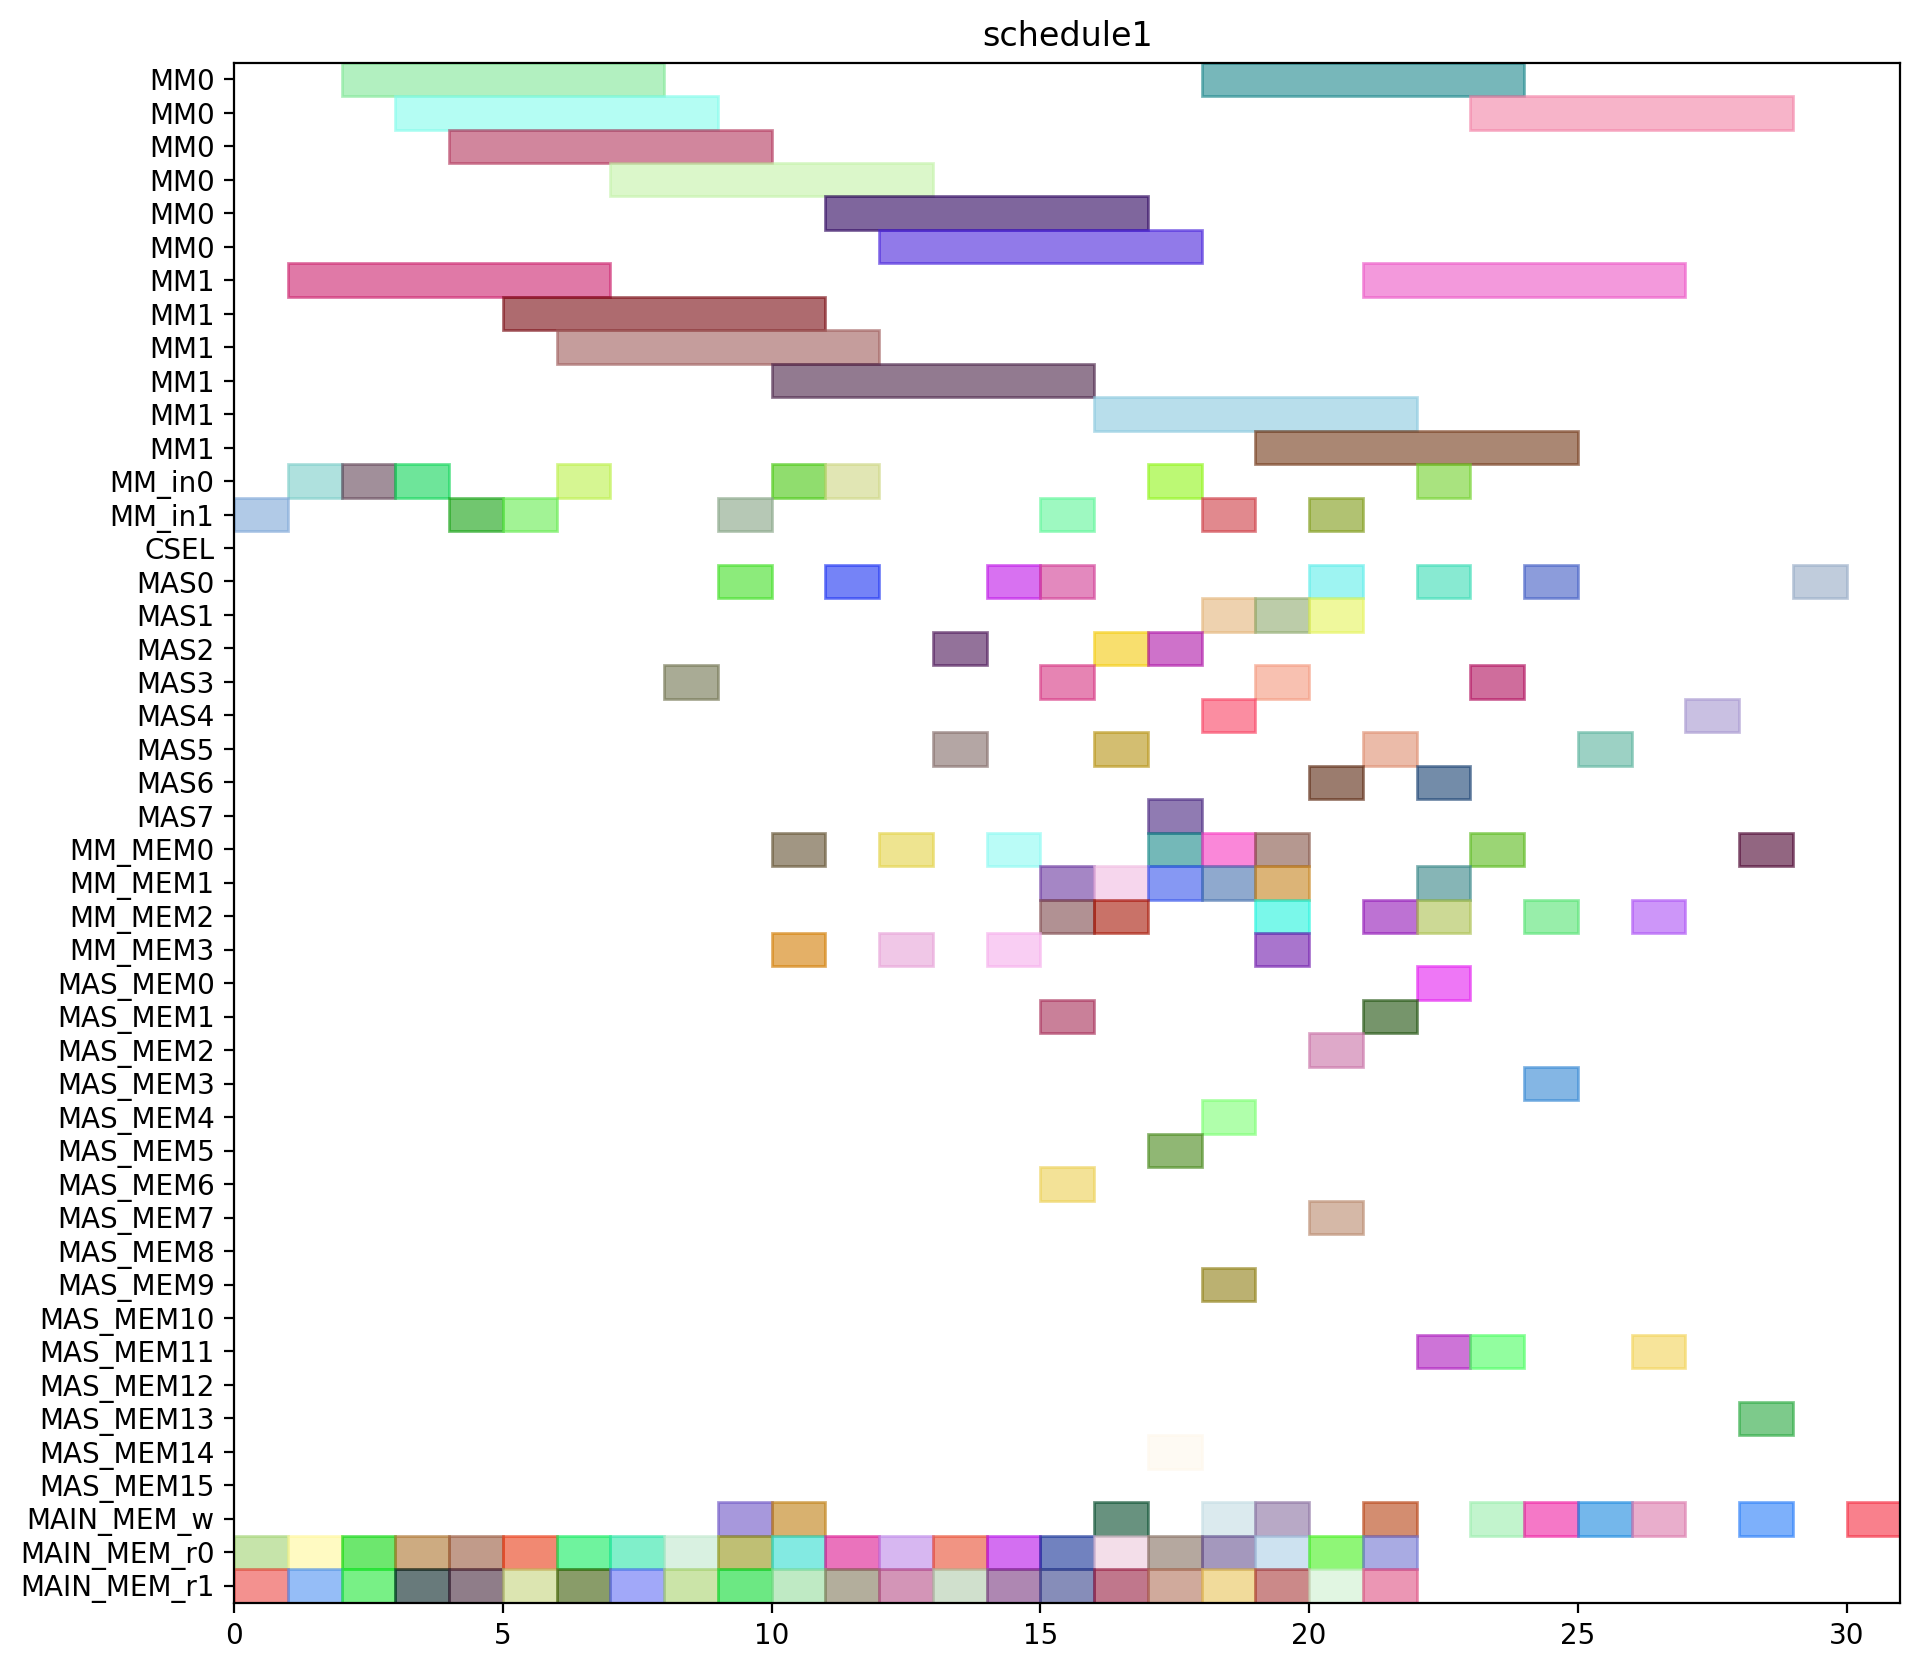 schedule1
MM0
MM0
MM0
MM0
MM0
MM0
MM1
MM1
MM1
MM1
MM1
MM1
MM_in0
MM_in1
CSEL
MAS0
MAS1
MAS2
MAS3
MAS4
MAS5
MAS6
MAS7
MM_MEM0
MM_MEM1
MM_MEM2
MM_MEM3
MAS_MEM0
MAS_MEM1
MAS_MEM2
MAS_MEM3
MAS_MEM4
MAS_MEM5
MAS_MEM6
MAS_MEM7
MAS_MEM8
MAS_MEM9
MAS_MEM10
MAS_MEM11
MAS_MEM12
MAS_MEM13
MAS_MEM14
MAS_MEM15
MAIN_MEM_w
MAIN_MEM_r0
MAIN_MEM_r1
0 5 10 15 20 25 30